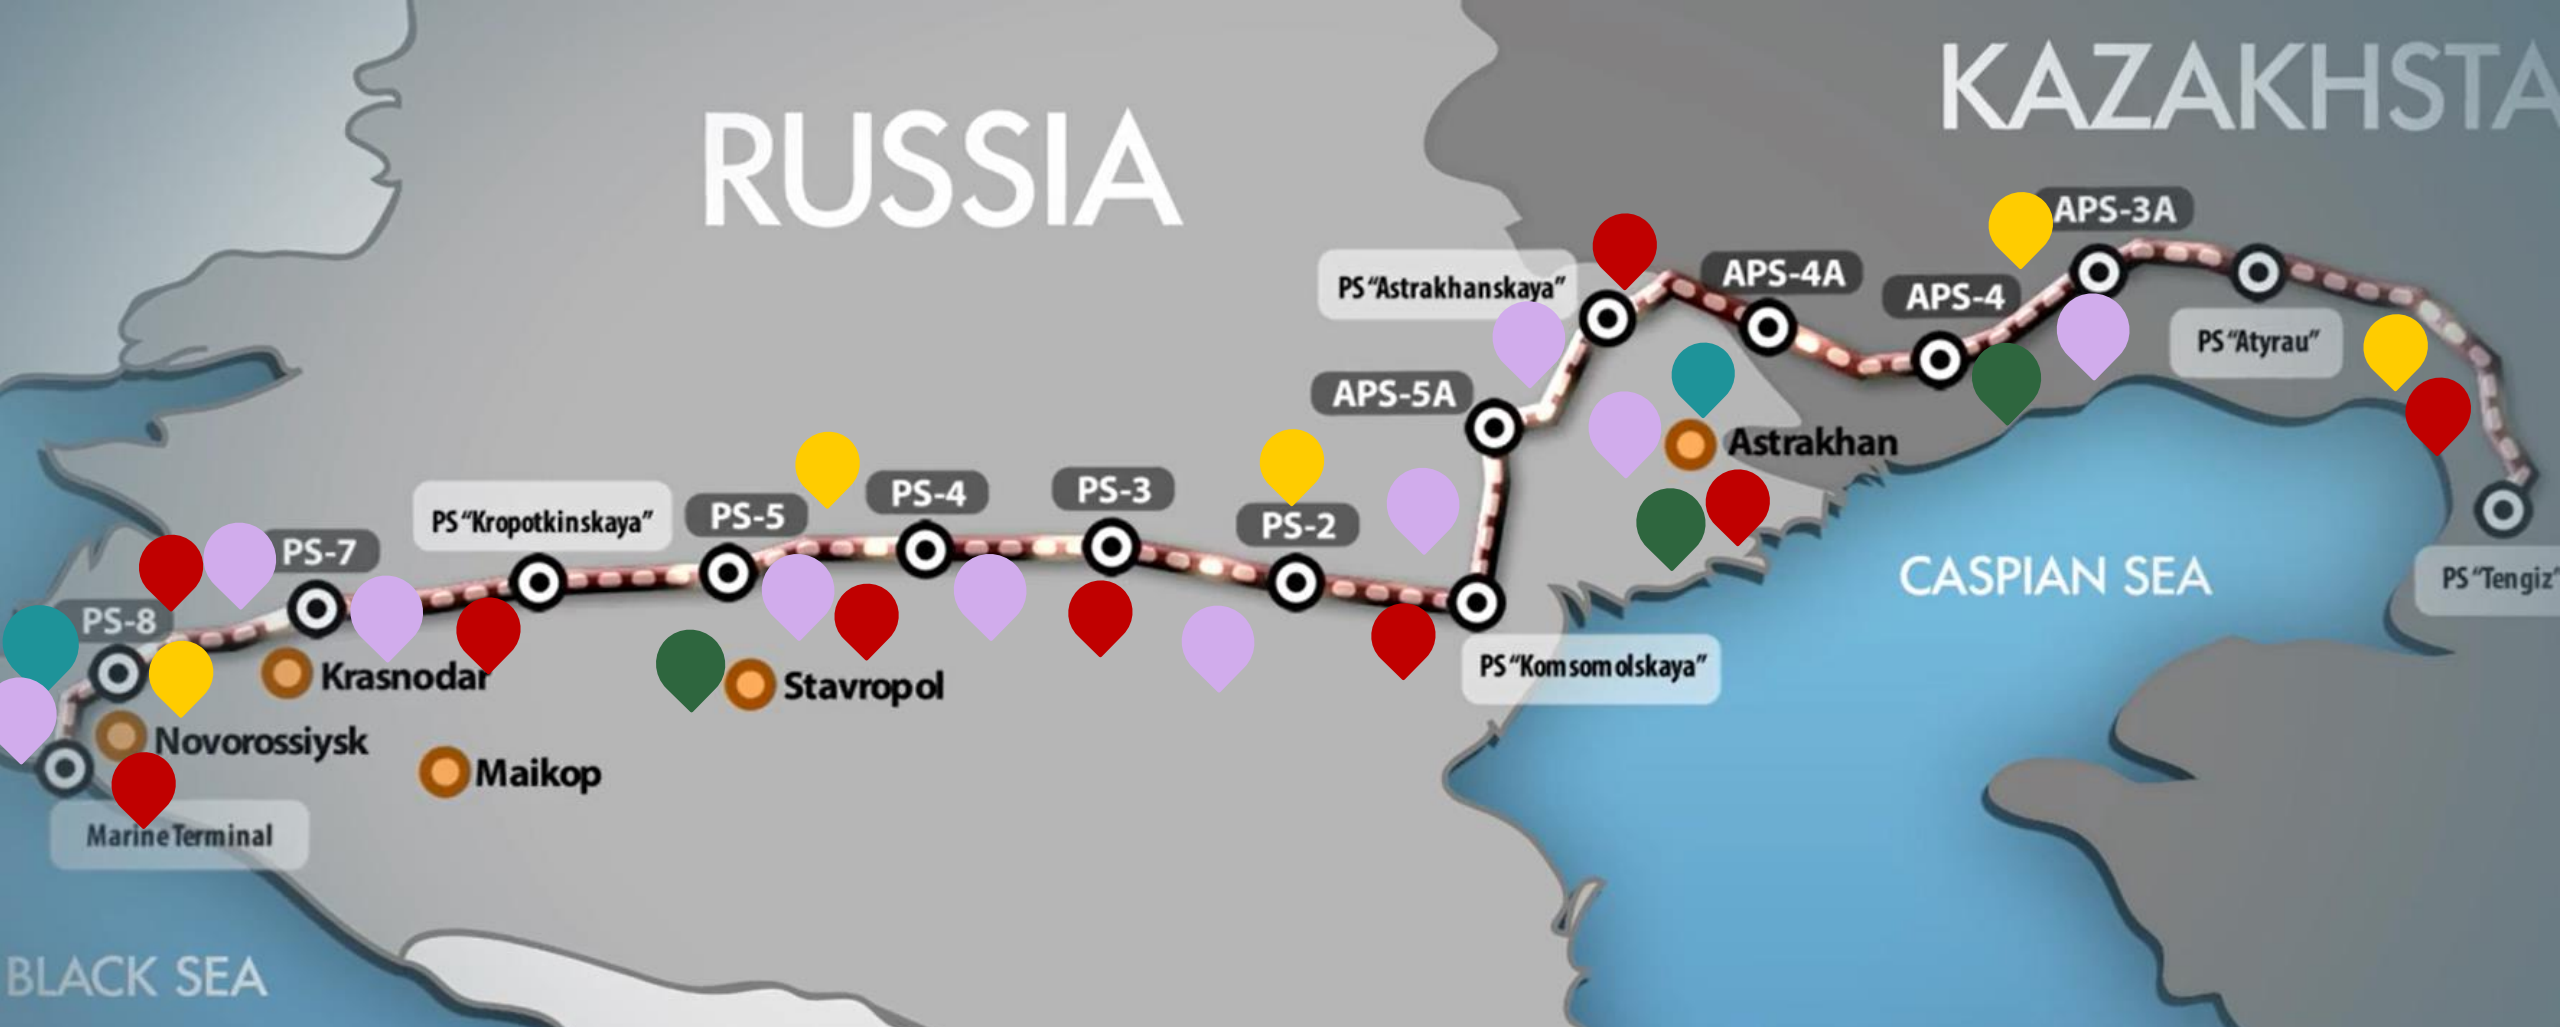 KAZAKHSTA
RUSSIA
APS-3A
PS “Astrakhanskaya”
APS-4A
APS-4
PS “Atyrau”
APS-5A
Astrakhan
PS-4
PS-3
PS-5
PS-2
PS “Kropotkinskaya”
PS-7
CASPIAN SEA
PS “Tengiz”
PS-8
Krasnodar
Stavropol
PS “Komsomolskaya”
Novorossiysk
Maikop
Marine Terminal
BLACK SEA